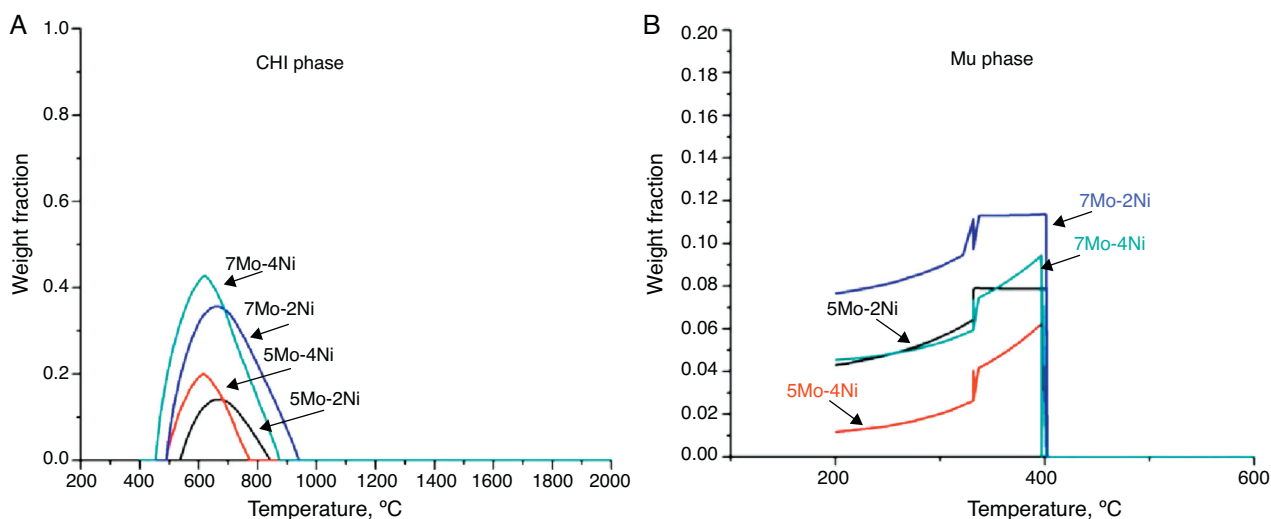 A
CHI phase
Weight fraction
1.0
0.8
0.6
0.4
0.2
0.0
7Mo-4Ni
7Mo-2Ni
5Mo-4Ni
5Mo-2Ni
200 400 600 800 1000 1200 1400 1600 1800 2000
Temperature, ºC
B
Mu phase
Weight fraction
0.20
0.18
0.16
0.14
0.12
0.10
0.08
0.06
0.04
0.02
0.00
7Mo-2Ni
7Mo-4Ni
5Mo-2Ni
5Mo-4Ni
200 400 600
Temperature, ºC